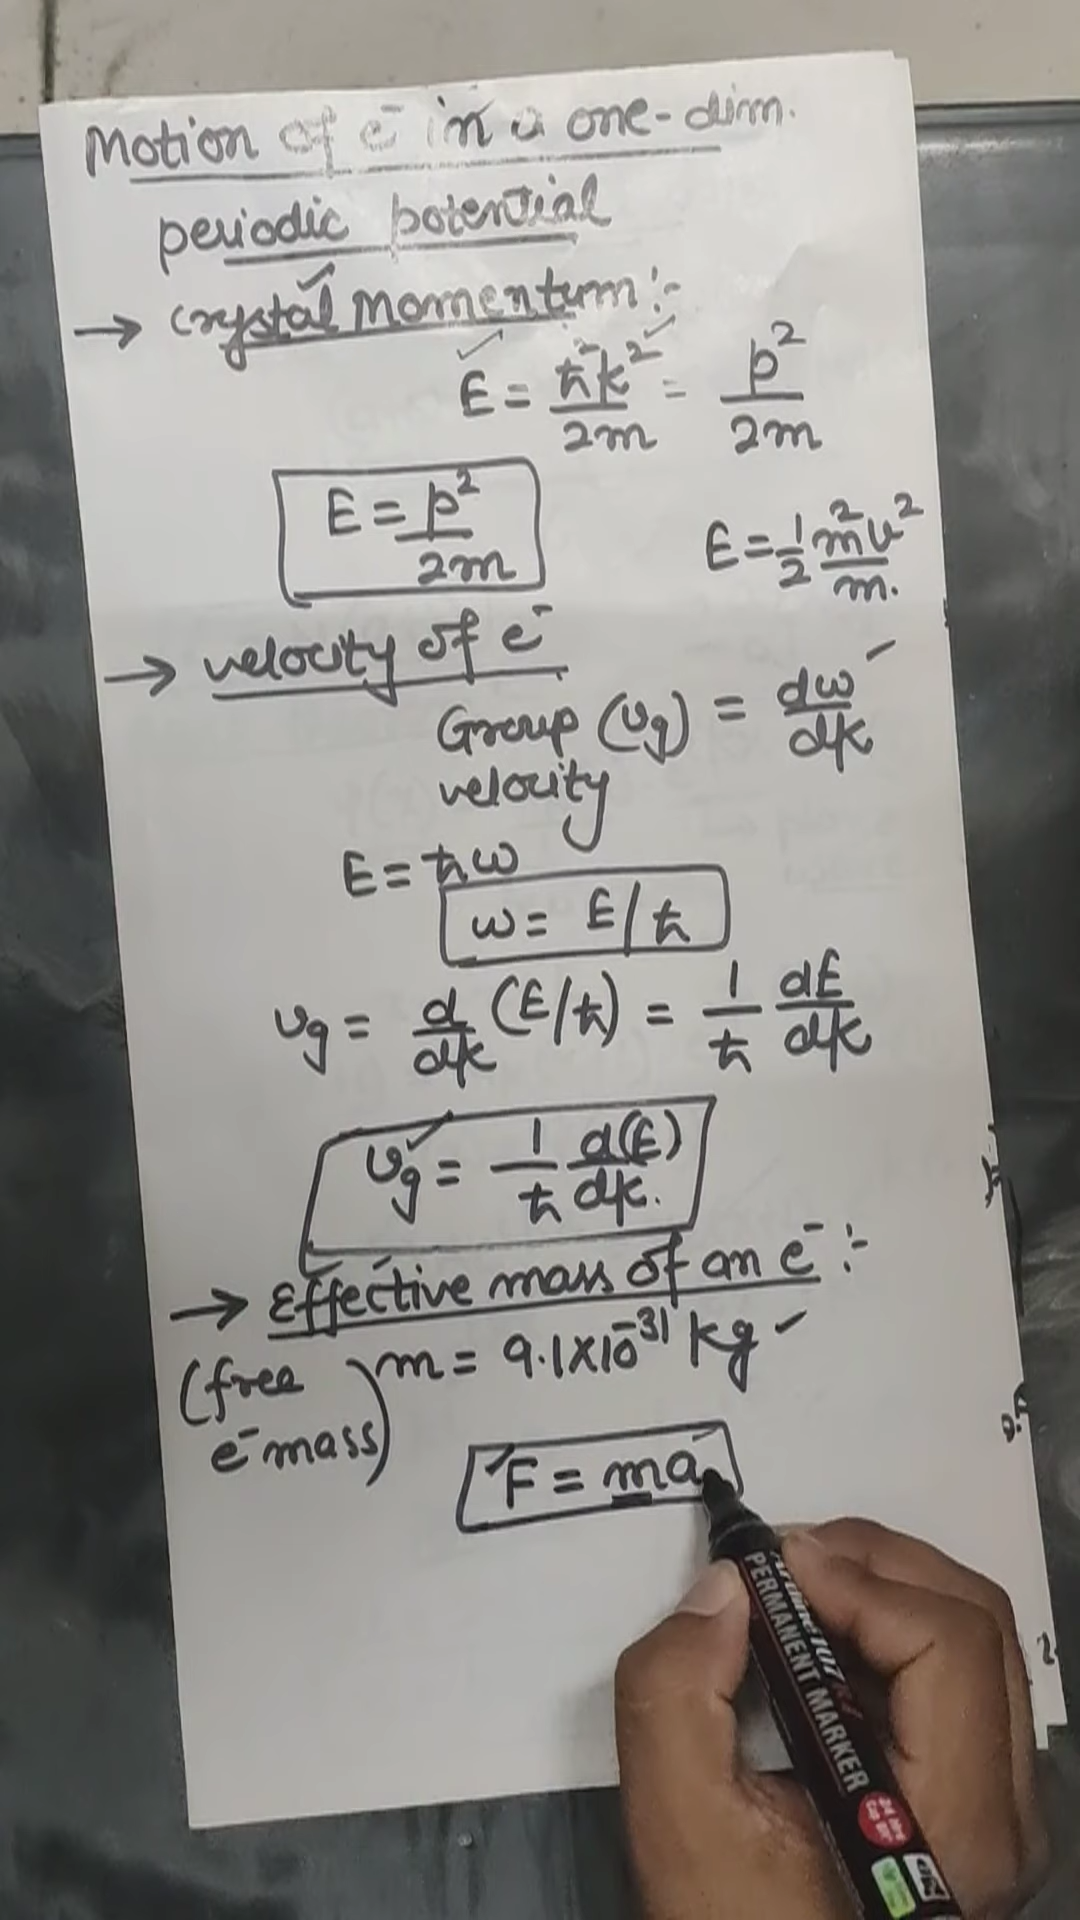 Motion of e⁻ in a one-dim.
periodic potential
→ crystal momentum :-
E = ħ²k²/2m = p²/2m
E = p²/2m
E = 1/2 m²v²/m.
→ velocity of e⁻
Group (vg) = dω/dk
velocity
E = ħω
ω = E/ħ
vg = d/dk (E/ħ) = 1/ħ dE/dk
vg = 1/ħ d(E)/dk.
→ Effective mass of an e⁻ :-
(free e⁻mass) m = 9.1×10⁻³¹ kg
F = ma
PERMANENT MARKER